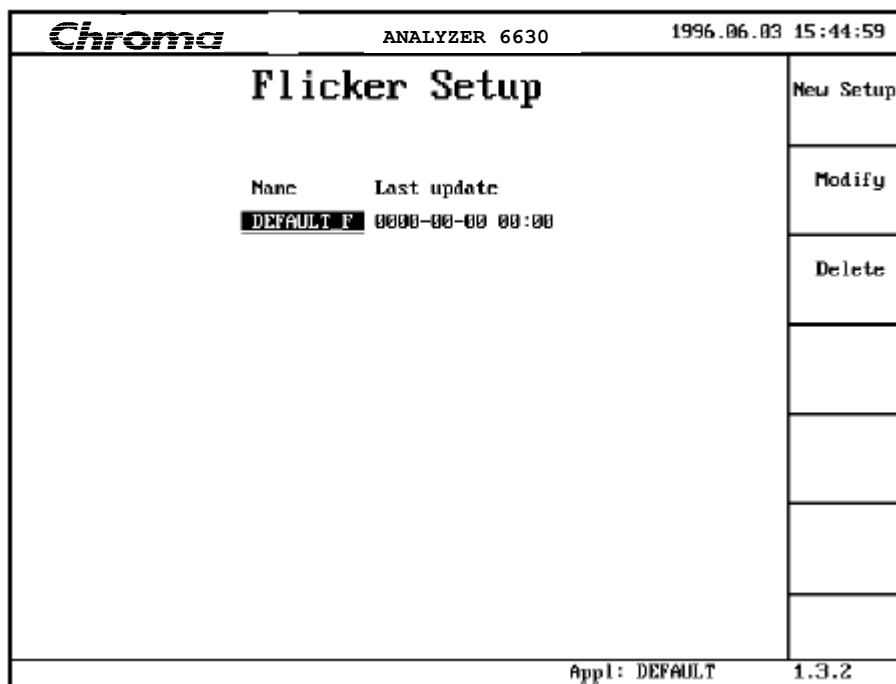 Chroma ANALYZER 6630 1996.06.03 15:44:59
Flicker Setup
New Setup
Modify
Name Last update
DEFAULT_F 0000-00-00 00:00
Delete
Appl: DEFAULT 1.3.2